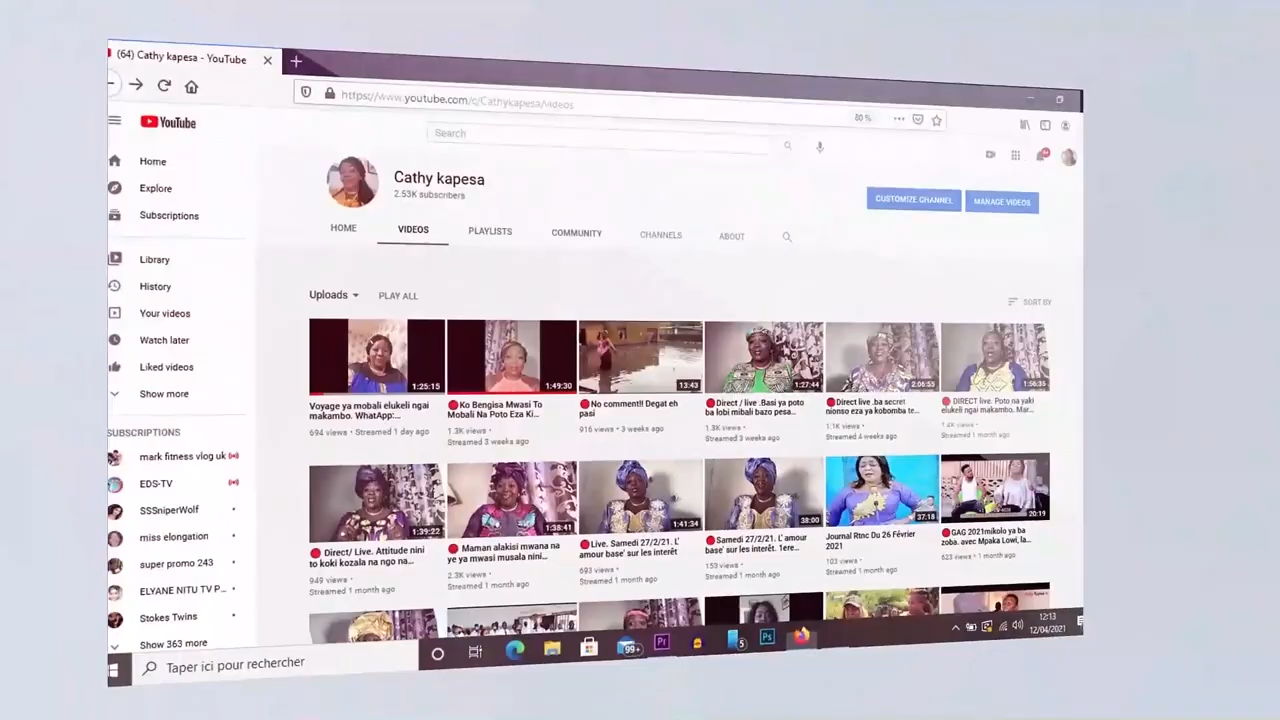 (64) Cathy kapesa - YouTube
https://www.youtube.com/c/Cathykapesa/videos
80 %
YouTube
Search
Home
Explore
Subscriptions
Library
History
Your videos
Watch later
Liked videos
Show more
SUBSCRIPTIONS
mark fitness vlog uk
EDS-TV
SSSniperWolf
miss elongation
super promo 243
ELYANE NITU TV P...
Stokes Twins
Show 363 more
Cathy kapesa
2.53K subscribers
CUSTOMIZE CHANNEL
MANAGE VIDEOS
HOME
VIDEOS
PLAYLISTS
COMMUNITY
CHANNELS
ABOUT
Uploads
PLAY ALL
SORT BY
1:25:15
Voyage ya mobali elukeli ngai
makambo. WhatApp:...
694 views • Streamed 1 day ago
1:49:30
Ko Bengisa Mwasi To
Mobali Na Poto Eza Ki...
1.3K views •
Streamed 3 weeks ago
13:43
No comment!! Degat eh
pasi
916 views • 3 weeks ago
1:27:44
Direct / live .Basi ya poto
ba lobi mibali bazo pesa...
1.3K views •
Streamed 3 weeks ago
2:06:55
Direct live .ba secret
nionso eza ya kobomba te...
1.1K views •
Streamed 4 weeks ago
1:56:35
DIRECT live. Poto na yaki
elukeli ngai makambo. Mar...
1.4K views •
Streamed 1 month ago
1:39:22
Direct/ Live. Attitude nini
to koki kozala na ngo na...
949 views •
Streamed 1 month ago
1:38:41
Maman alakisi mwana ne
ye ya mwasi musala nini...
2.3K views •
Streamed 1 month ago
1:41:34
Live. Samedi 27/2/21. L'
amour base' sur les interêt
693 views •
Streamed 1 month ago
38:00
Samedi 27/2/21. L' amour
base' sur les interêt. 1ere...
153 views •
Streamed 1 month ago
37:18
Journal Rtnc Du 26 Février
2021
103 views •
Streamed 1 month ago
20:19
GAG 2021mikolo ya ba
zoba. avec Mpaka Lowi, la...
623 views • 1 month ago
Taper ici pour rechercher
99+
Pr
5
Ps
12:13
12/04/2021